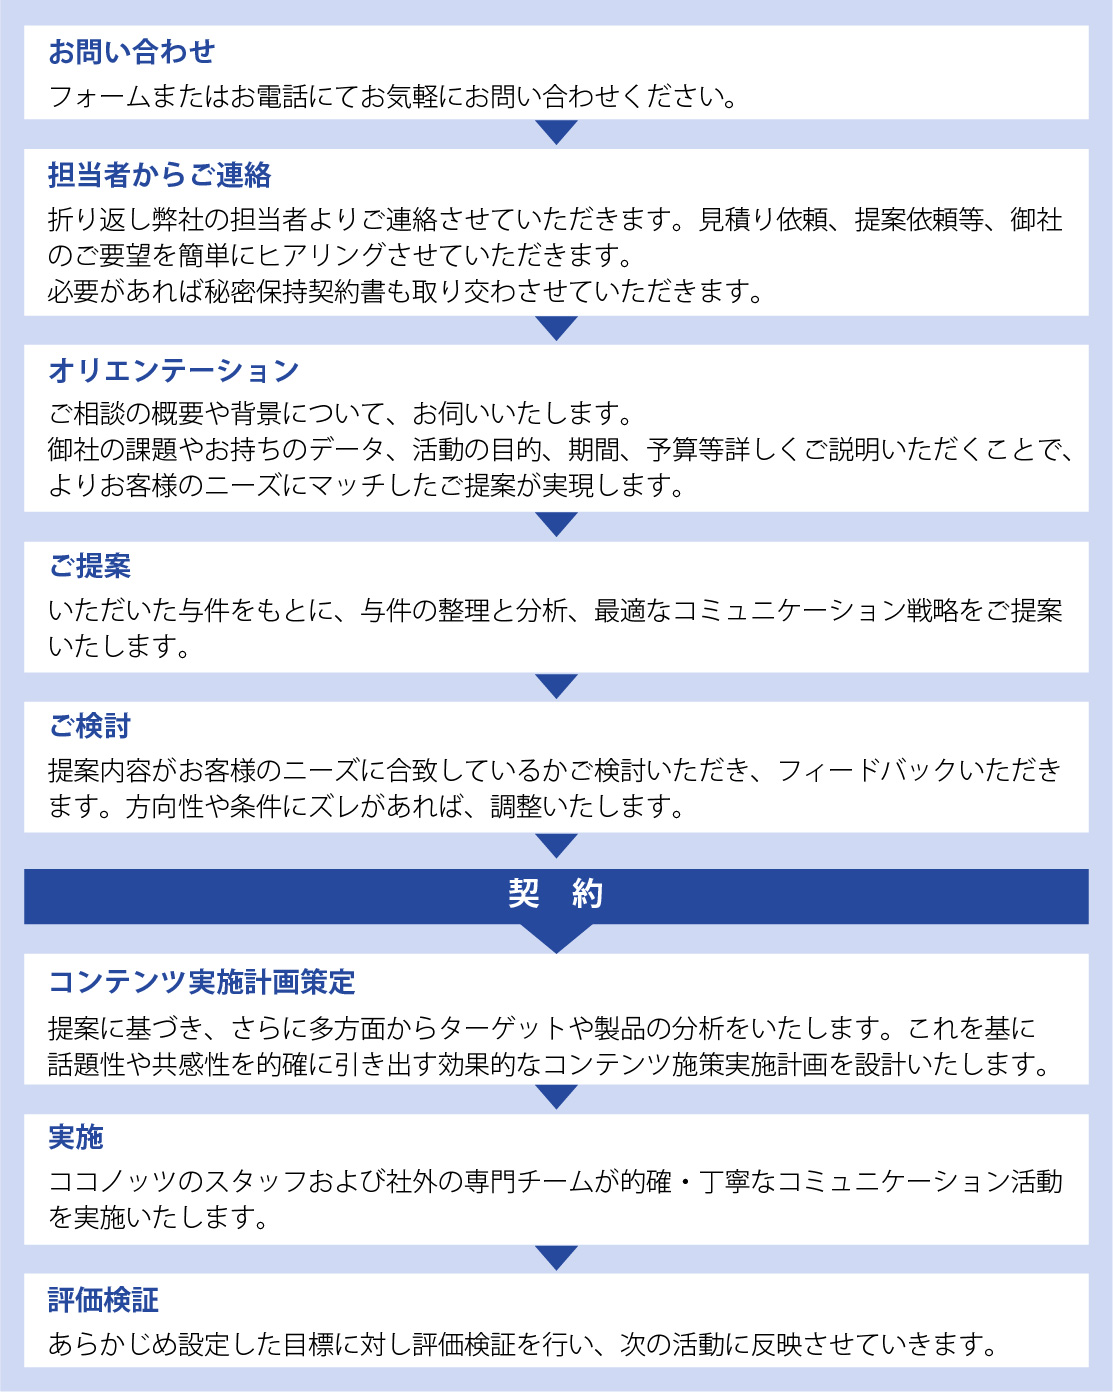 お問い合わせ
フォームまたはお電話にてお気軽にお問い合わせください。
担当者からご連絡
折り返し弊社の担当者よりご連絡させていただきます。見積り依頼、提案依頼等、御社
のご要望を簡単にヒアリングさせていただきます。
必要があれば秘密保持契約書も取り交わさせていただきます。
オリエンテーション
ご相談の概要や背景について、お伺いいたします。
御社の課題やお持ちのデータ、活動の目的、期間、予算等詳しくご説明いただくことで、
よりお客様のニーズにマッチしたご提案が実現します。
ご提案
いただいた与件をもとに、与件の整理と分析、最適なコミュニケーション戦略をご提案
いたします。
ご検討
提案内容がお客様のニーズに合致しているかご検討いただき、フィードバックいただき
ます。方向性や条件にズレがあれば、調整いたします。
契　約
コンテンツ実施計画策定
提案に基づき、さらに多方面からターゲットや製品の分析をいたします。これを基に
話題性や共感性を的確に引き出す効果的なコンテンツ施策実施計画を設計いたします。
実施
ココノッツのスタッフおよび社外の専門チームが的確・丁寧なコミュニケーション活動
を実施いたします。
評価検証
あらかじめ設定した目標に対し評価検証を行い、次の活動に反映させていきます。